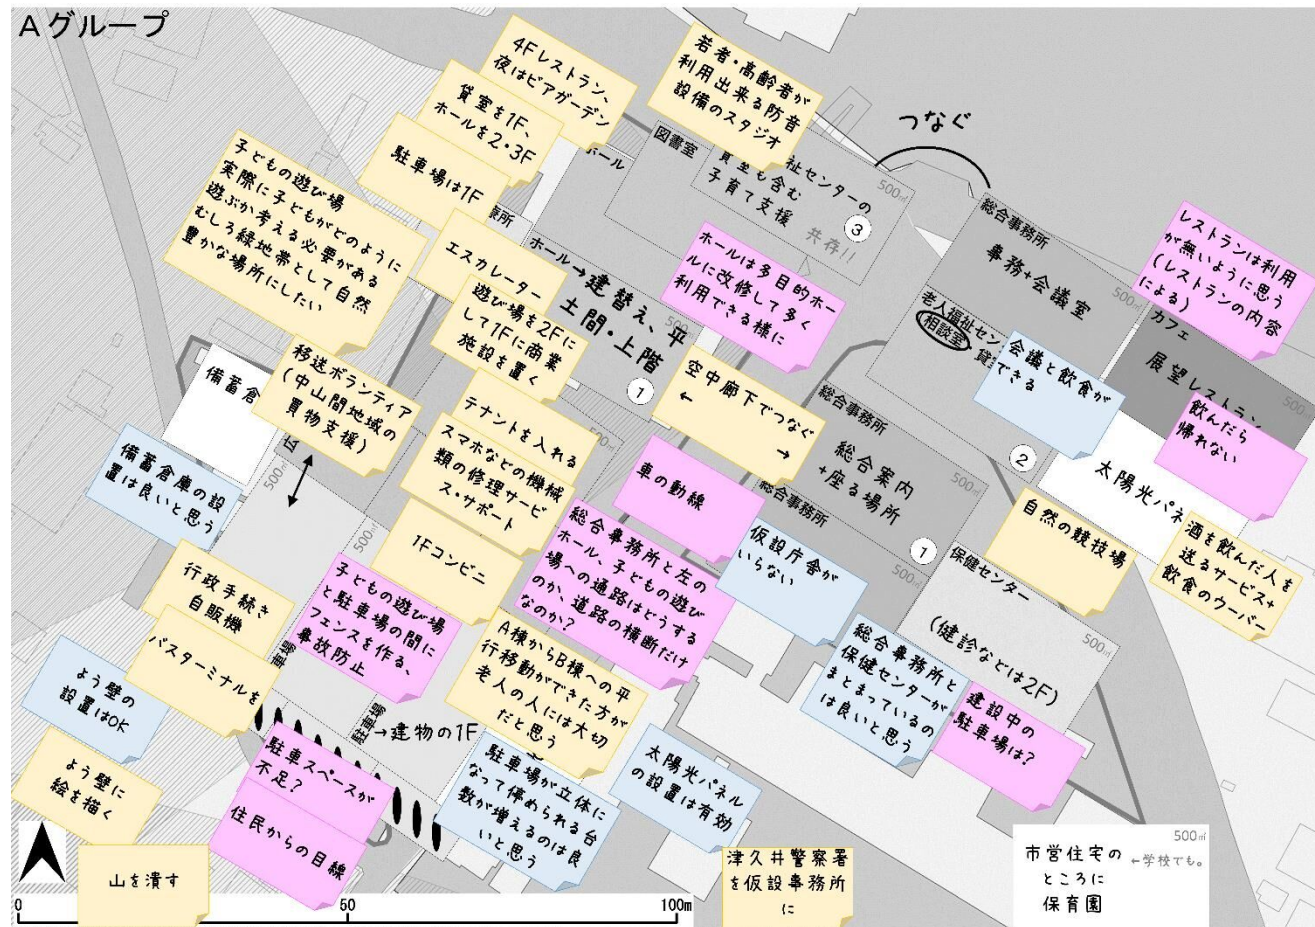 Aグループ
4Fレストラン、
夜はビアガーデン
貸室を1F、
ホールを2・3F
駐車場は1F
若者・高齢者が
利用出来る防音
設備のスタジオ
つなぐ
図書室
ホール
祉センターの
貸室も含む
子育て支援
共存!!
500㎡
③
子どもの遊び場
実際に子どもがどのように
遊ぶか考える必要がある
むしろ緑地帯として自然
豊かな場所にしたい
エスカレーター
遊び場を2Fに
して1Fに商業
施設を置く
ホール→建替え、平
土間・上階
500㎡
①
ホールは多目的ホー
ルに改修して多く
利用できる様に
総合事務所
事務+会議室
500㎡
レストランは利用
が無いように思う
(レストランの内容
による)
カフェ
展望レストラン
500㎡
老人福祉セン
相談室
貸
会議と飲食が
できる
②
飲んだら
帰れない
太陽光パネ
移送ボランティア
(中山間地域の
買物支援)
備蓄倉
備蓄倉庫の設
置は良いと思う
広
500㎡
テナントを入れる
スマホなどの機械
類の修理サービ
ス・サポート
1Fコンビニ
500㎡
空中廊下でつなぐ
←
→
車の動線
総合事務所
総合案内
+座る場所
500㎡
総合事務所
①
500㎡
自然の競技場
酒を飲んだ人を
送るサービス+
飲食のウーバー
総合事務所と左の
ホール、子どもの遊び
場への通路はどうする
のか、道路の横断だけ
なのか?
仮設庁舎が
いらない
保健センター
(健診などは2F)
500㎡
行政手続き
自販機
バスターミナルを
子どもの遊び場
と駐車場の間に
フェンスを作る、
事故防止
車場
よう壁の
設置はOK
よう壁に
絵を描く
A棟からB棟への平
行移動ができた方が
老人の人には大切
だと思う
総合事務所と
保健センターが
まとまっているの
は良いと思う
建設中の
駐車場は?
駐車場
→建物の1F
駐車スペースが
不足?
住民からの目線
駐車場が立体に
なって停められる台
数が増えるのは良
いと思う
太陽光パネル
の設置は有効
山を潰す
津久井警察署
を仮設事務所
に
市営住宅の
ところに
保育園
←学校でも。
500㎡
0
50
100m